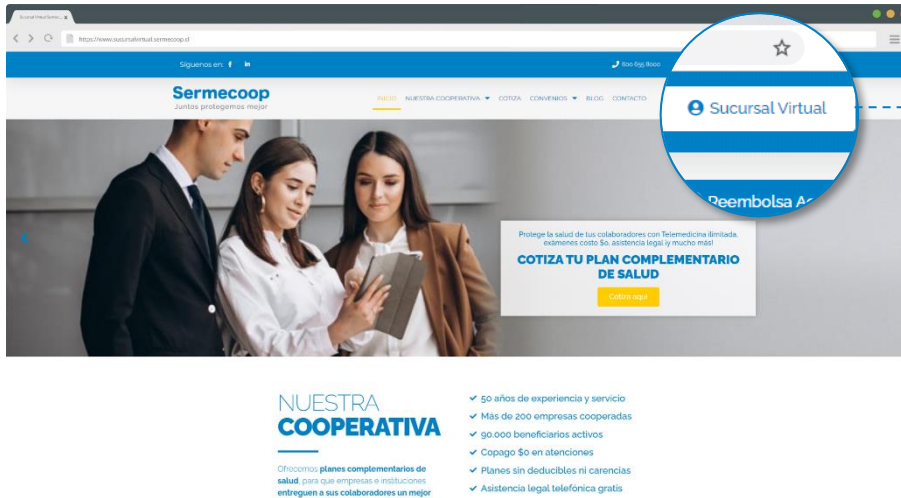 Sucursal Virtual Serme...
https://www.sucursalvirtual.sermecoop.cl
Síguenos en:
600 655 8000
Sermecoop
Juntos protegemos mejor
INICIO NUESTRA COOPERATIVA COTIZA CONVENIOS BLOG CONTACTO
Sucursal Virtual
Reembolsa
Protege la salud de tus colaboradores con Telemedicina ilimitada,
exámenes costo $0, asistencia legal ¡y mucho más!
COTIZA TU PLAN COMPLEMENTARIO
DE SALUD
Cotiza aquí
NUESTRA
COOPERATIVA
Ofrecemos planes complementarios de
salud, para que empresas e instituciones
entreguen a sus colaboradores un mejor
50 años de experiencia y servicio
Más de 200 empresas cooperadas
90.000 beneficiarios activos
Copago $0 en atenciones
Planes sin deducibles ni carencias
Asistencia legal telefónica gratis